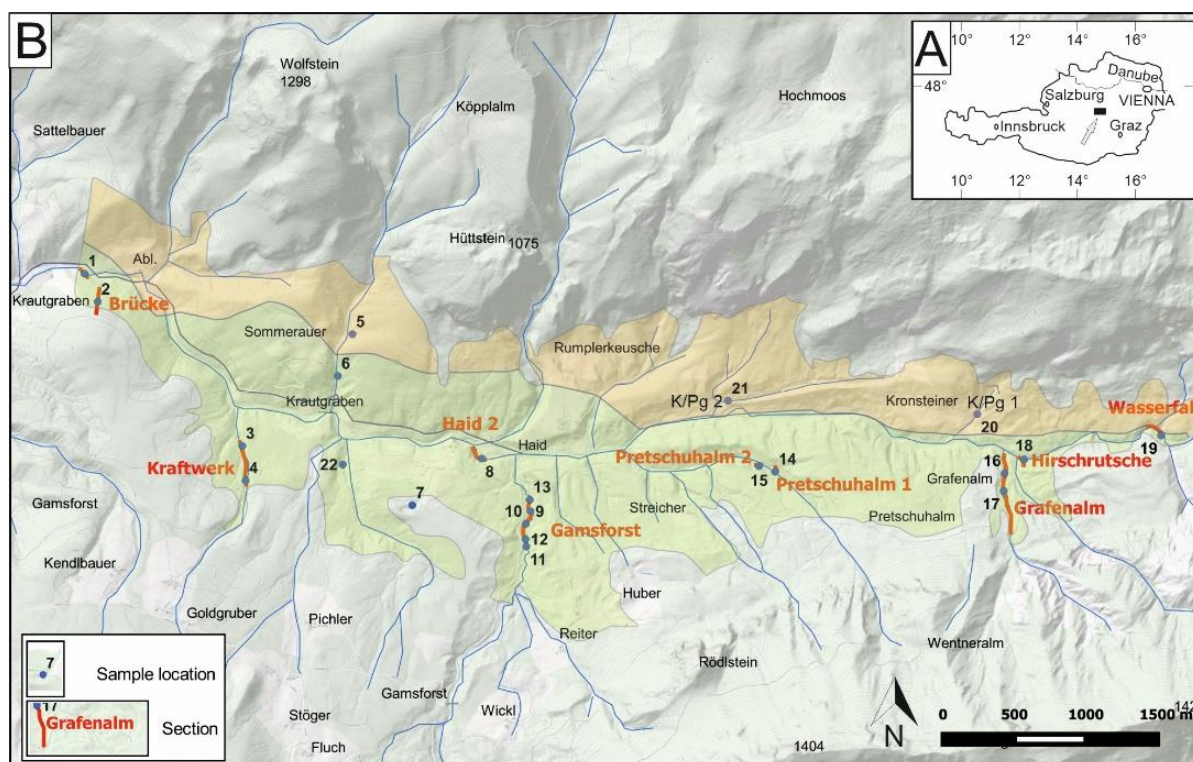 B
Wolfstein
1298
Köpplalm
Hochmoos
Sattelbauer
A
10° 12° 14° 16°
48°
Danube
Salzburg
VIENNA
Innsbruck
Graz
10° 12° 14° 16°
Hüttstein 1075
Abl.
1
Krautgraben
2
Brücke
Sommerauer
5
Rumplerkeusche
6
Krautgraben
K/Pg 2
21
Kronsteiner
K/Pg 1
Wasserfal
Haid 2
Haid
20
18
19
3
Kraftwerk
4
22
8
Pretschuhalm 2
14
15
Pretschuhalm 1
16
Grafenalm
Hirschrutsche
7
13
10
9
Gamsforst
12
11
Streicher
Pretschuhalm
17
Grafenalm
Gamsforst
Kendlbauer
Goldgruber
Pichler
Huber
Reiter
Wentneralm
Rödlstein
7
Sample location
17
Grafenalm
Section
Gamsforst
Stöger
Wickl
Fluch
1404
142
N
0 500 1000 1500 m